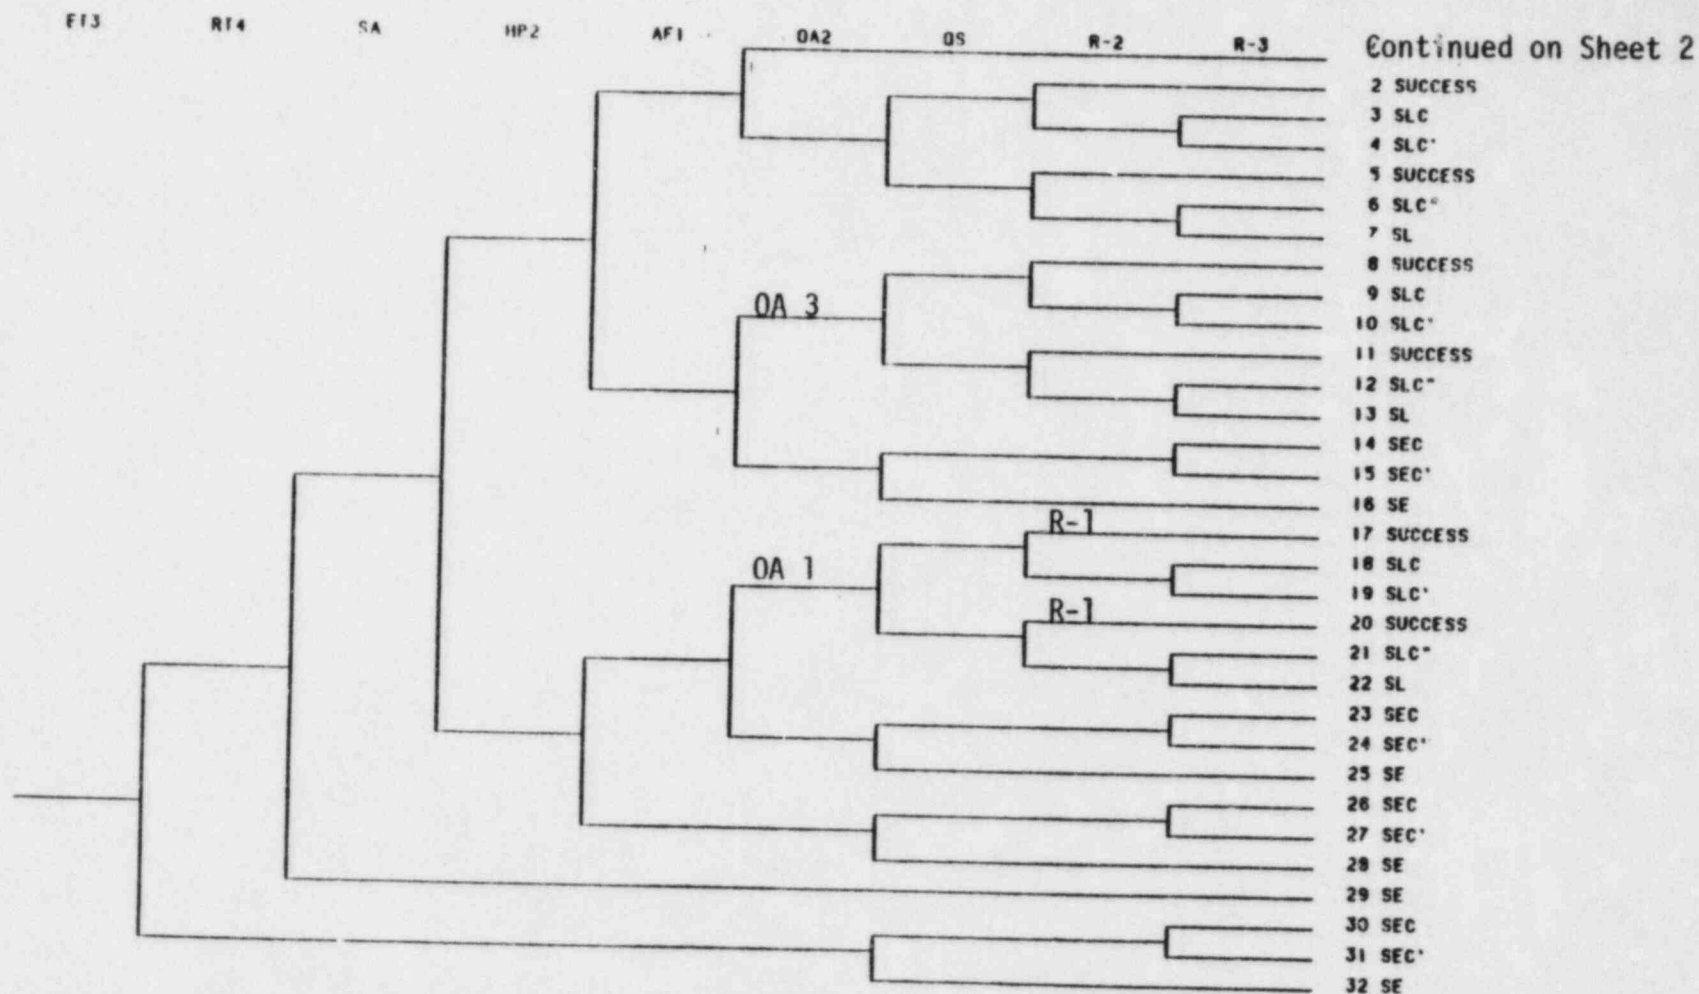 ET3 RT4 SA HP2 AF1 OA2 QS R-2 R-3
Continued on Sheet 2
2 SUCCESS
3 SLC
4 SLC'
5 SUCCESS
6 SLC"
7 SL
8 SUCCESS
OA 3
9 SLC
10 SLC'
11 SUCCESS
12 SLC"
13 SL
14 SEC
15 SEC'
16 SE
R-1
17 SUCCESS
OA 1
18 SLC
19 SLC'
R-1
20 SUCCESS
21 SLC"
22 SL
23 SEC
24 SEC'
25 SE
26 SEC
27 SEC'
28 SE
29 SE
30 SEC
31 SEC'
32 SE